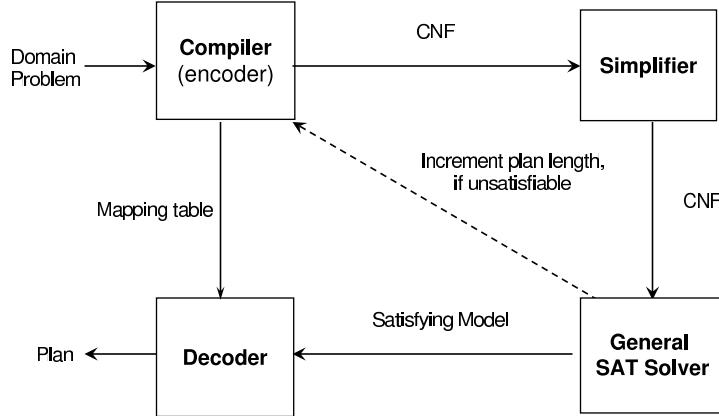 CNF
Compiler
(encoder)
Domain
Problem
Simplifier
Increment plan length,
if unsatisfiable
Mapping table
CNF
Satisfying Model
Plan
Decoder
General
SAT Solver